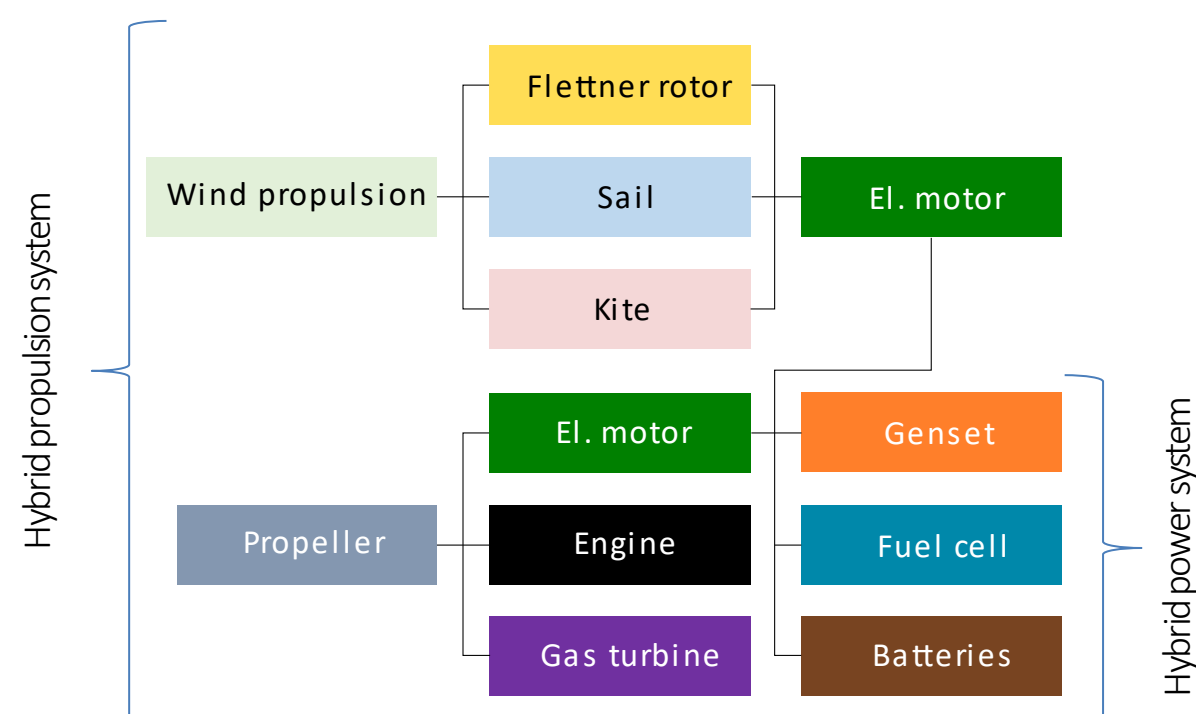 Hybrid propulsion system
Wind propulsion
Flettner rotor
Sail
Kite
El. motor
Propeller
El. motor
Engine
Gas turbine
Genset
Fuel cell
Batteries
Hybrid power system